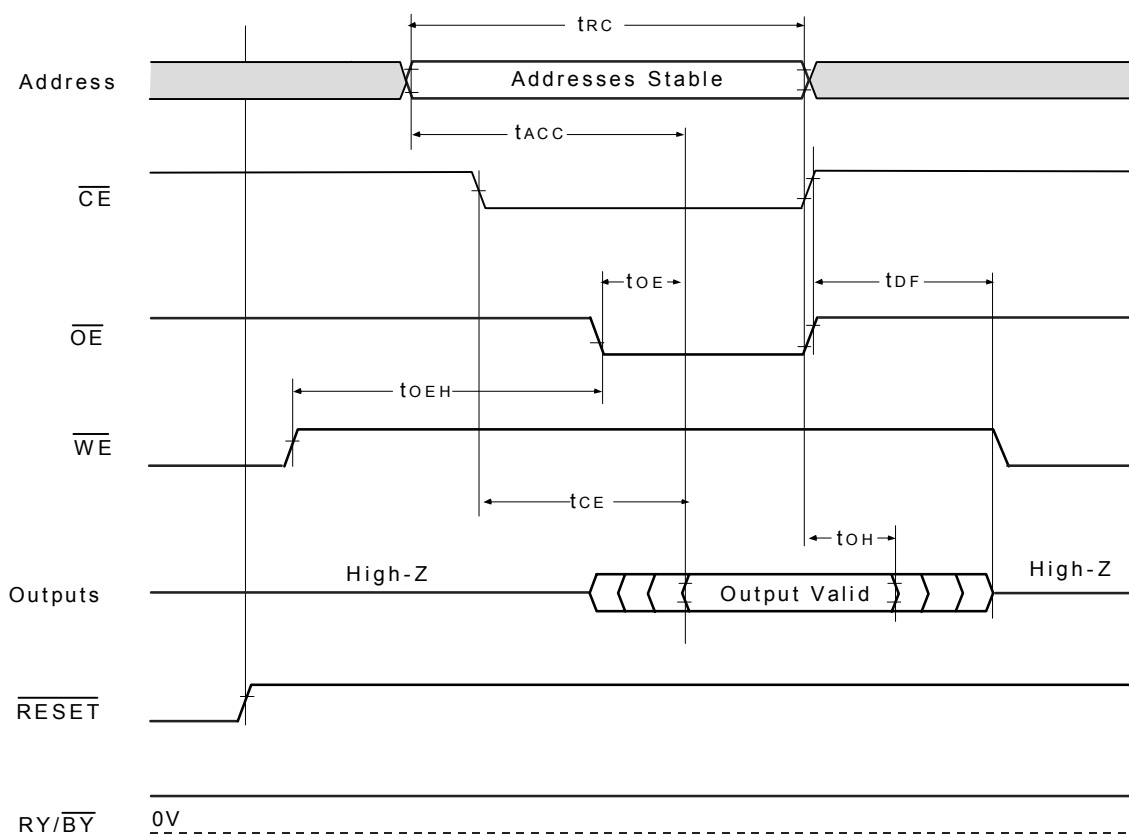 tRC
Address
Addresses Stable
tACC
CE
tOE
tDF
OE
tOEH
WE
tCE
tOH
High-Z
High-Z
Outputs
Output Valid
RESET
RY/BY
0V